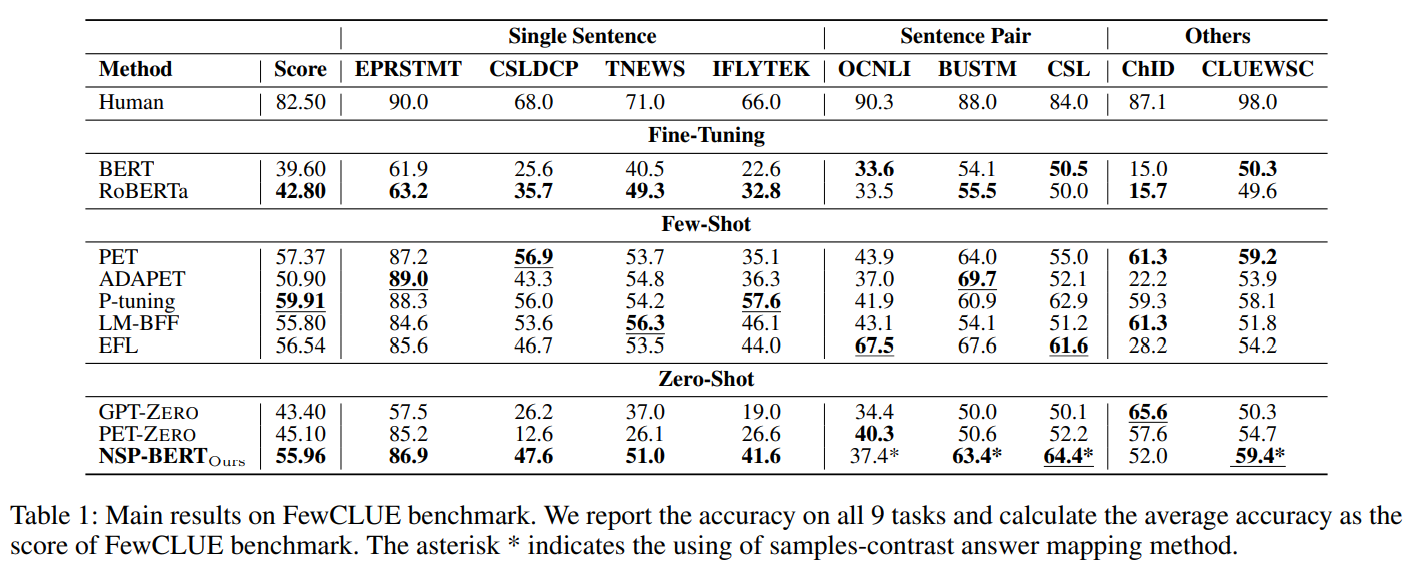 Single Sentence Sentence Pair Others
Method Score EPRSTMT CSLDCP TNEWS IFLYTEK OCNLI BUSTM CSL ChID CLUEWSC
Human 82.50 90.0 68.0 71.0 66.0 90.3 88.0 84.0 87.1 98.0
Fine-Tuning
BERT 39.60 61.9 25.6 40.5 22.6 33.6 54.1 50.5 15.0 50.3
RoBERTa 42.80 63.2 35.7 49.3 32.8 33.5 55.5 50.0 15.7 49.6
Few-Shot
PET 57.37 87.2 56.9 53.7 35.1 43.9 64.0 55.0 61.3 59.2
ADAPET 50.90 89.0 43.3 54.8 36.3 37.0 69.7 52.1 22.2 53.9
P-tuning 59.91 88.3 56.0 54.2 57.6 41.9 60.9 62.9 59.3 58.1
LM-BFF 55.80 84.6 53.6 56.3 46.1 43.1 54.1 51.2 61.3 51.8
EFL 56.54 85.6 46.7 53.5 44.0 67.5 67.6 61.6 28.2 54.2
Zero-Shot
GPT-ZERO 43.40 57.5 26.2 37.0 19.0 34.4 50.0 50.1 65.6 50.3
PET-ZERO 45.10 85.2 12.6 26.1 26.6 40.3 50.6 52.2 57.6 54.7
NSP-BERTOurs 55.96 86.9 47.6 51.0 41.6 37.4* 63.4* 64.4* 52.0 59.4*
Table 1: Main results on FewCLUE benchmark. We report the accuracy on all 9 tasks and calculate the average accuracy as the
score of FewCLUE benchmark. The asterisk * indicates the using of samples-contrast answer mapping method.